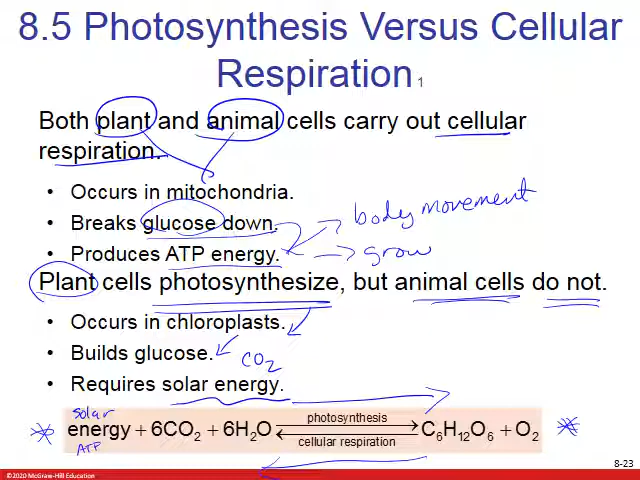 8.5 Photosynthesis Versus Cellular
Respiration 1
Both plant and animal cells carry out cellular
respiration.
• Occurs in mitochondria.
• Breaks glucose down. → body movement
• Produces ATP energy. → grow
Plant cells photosynthesize, but animal cells do not.
• Occurs in chloroplasts.
• Builds glucose. CO2
• Requires solar energy.
solar
photosynthesis
energy + 6CO2 + 6H2O C6H12O6 + O2
cellular respiration
ATP
8-23
©2020 McGraw-Hill Education